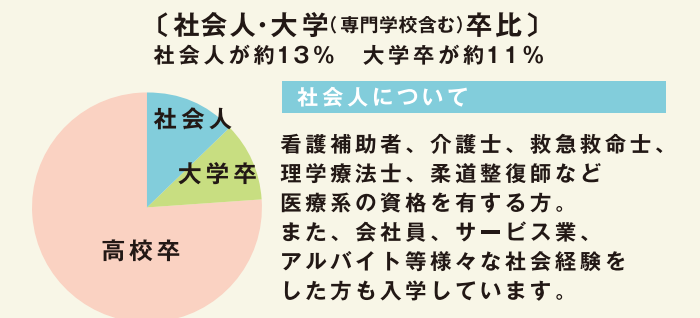 〔社会人・大学(専門学校含む)卒比〕
社会人が約13％　大学卒が約11％
社会人
大学卒
高校卒
社会人について
看護補助者、介護士、救急救命士、
理学療法士、柔道整復師など
医療系の資格を有する方。
また、会社員、サービス業、
アルバイト等様々な社会経験を
した方も入学しています。